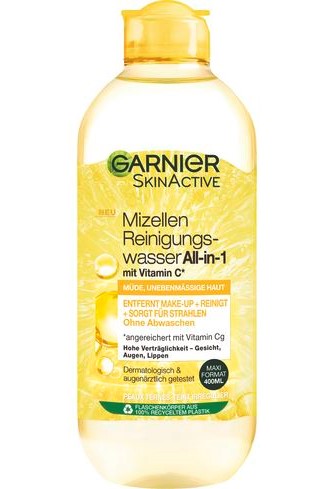 GARNIER
SKINACTIVE
NEU
Mizellen
Reinigungs-
wasser All-in-1
mit Vitamin C*
MÜDE, UNEBENMÄSSIGE HAUT
ENTFERNT MAKE-UP + REINIGT
+ SORGT FÜR STRAHLEN
Ohne Abwaschen
*angereichert mit Vitamin Cg
Hohe Verträglichkeit – Gesicht,
Augen, Lippen
Dermatologisch &
augenärztlich getestet
MAXI
FORMAT
400ML
FLASCHENKÖRPER AUS
100% RECYCELTEM PLASTIK